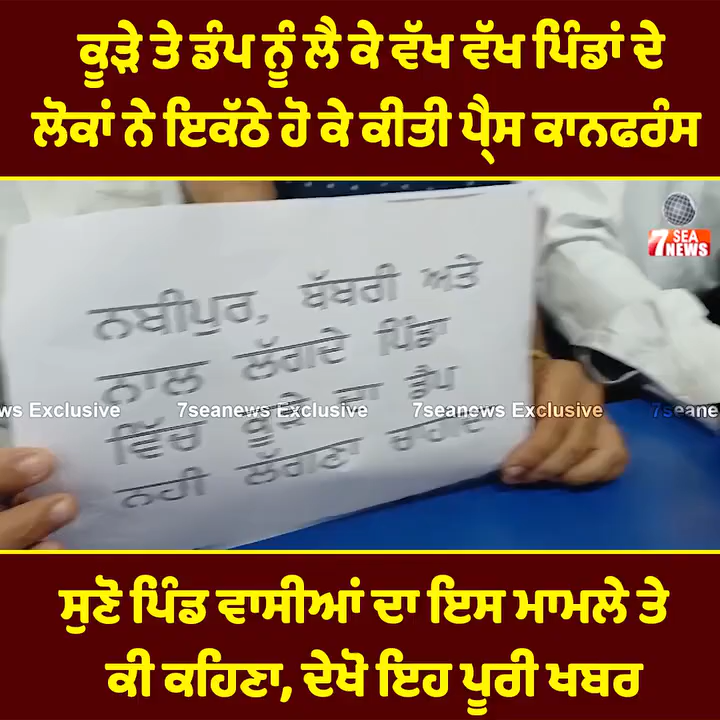 ਕੂੜੇ ਤੇ ਡੰਪ ਨੂੰ ਲੈ ਕੇ ਵੱਖ ਵੱਖ ਪਿੰਡਾਂ ਦੇ
ਲੋਕਾਂ ਨੇ ਇਕੱਠੇ ਹੋ ਕੇ ਕੀਤੀ ਪ੍ਰੈਸ ਕਾਨਫਰੰਸ
7 SEA NEWS
ਨਬੀਪੁਰ, ਬੱਬਰੀ ਅਤੇ
ਨਾਲ ਲੱਗਦੇ ਪਿੰਡਾ
ਵਿੱਚ ਕੂੜੇ ਦਾ ਡੰਪ
ਨਹੀ ਲੱਗਣਾ ਚਾਹੀਦਾ
ws Exclusive 7seanews Exclusive 7seanews Exclusive 7seane
ਸੁਣੋ ਪਿੰਡ ਵਾਸੀਆਂ ਦਾ ਇਸ ਮਾਮਲੇ ਤੇ
ਕੀ ਕਹਿਣਾ, ਦੇਖੋ ਇਹ ਪੂਰੀ ਖਬਰ